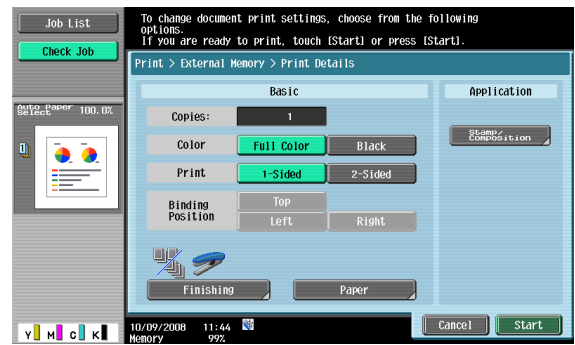 Job List
To change document print settings, choose from the following
options.
If you are ready to print, touch [Start] or press [Start].
Check Job
Print > External Memory > Print Details
Basic
Application
Auto Paper
Select 100.0%
Copies: 1
Stamp/
Composition
Color Full Color Black
Print 1-Sided 2-Sided
Binding
Position
Top
Left Right
Finishing Paper
Y M C K
10/09/2008 11:44
Memory 99%
Cancel Start